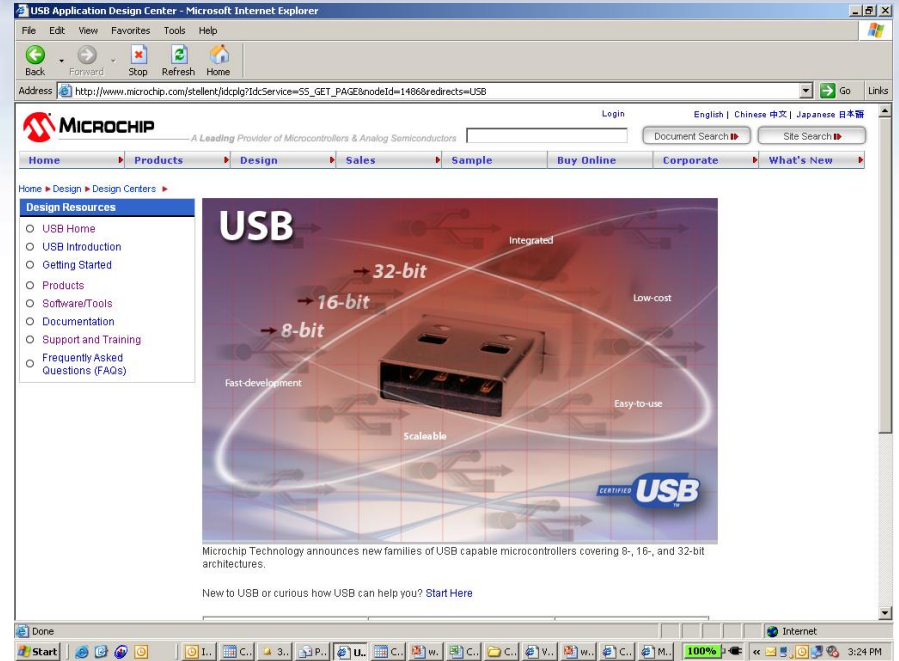 USB Application Design Center - Microsoft Internet Explorer
File Edit View Favorites Tools Help
Back Forward Stop Refresh Home
Address http://www.microchip.com/stellent/idcplg?IdcService=SS_GET_PAGE&nodeId=1486&redirects=USB Go Links
Login English | Chinese 中文 | Japanese 日本語
MICROCHIP
A Leading Provider of Microcontrollers & Analog Semiconductors Document Search Site Search
Home Products Design Sales Sample Buy Online Corporate What's New
Home Design Design Centers
Design Resources
USB Home
USB Introduction
Getting Started
Products
Software/Tools
Documentation
Support and Training
Frequently Asked
Questions (FAQs)
USB
Integrated
32-bit
Low-cost
16-bit
8-bit
Fast-development
Easy-to-use
Scaleable
CERTIFIED USB TM
Microchip Technology announces new families of USB capable microcontrollers covering 8-, 16-, and 32-bit
architectures.
New to USB or curious how USB can help you? Start Here
Done Internet
Start I.. C.. 3.. P.. U.. C.. w. C.. C.. V.. w.. C.. M.. 100% « 3:24 PM